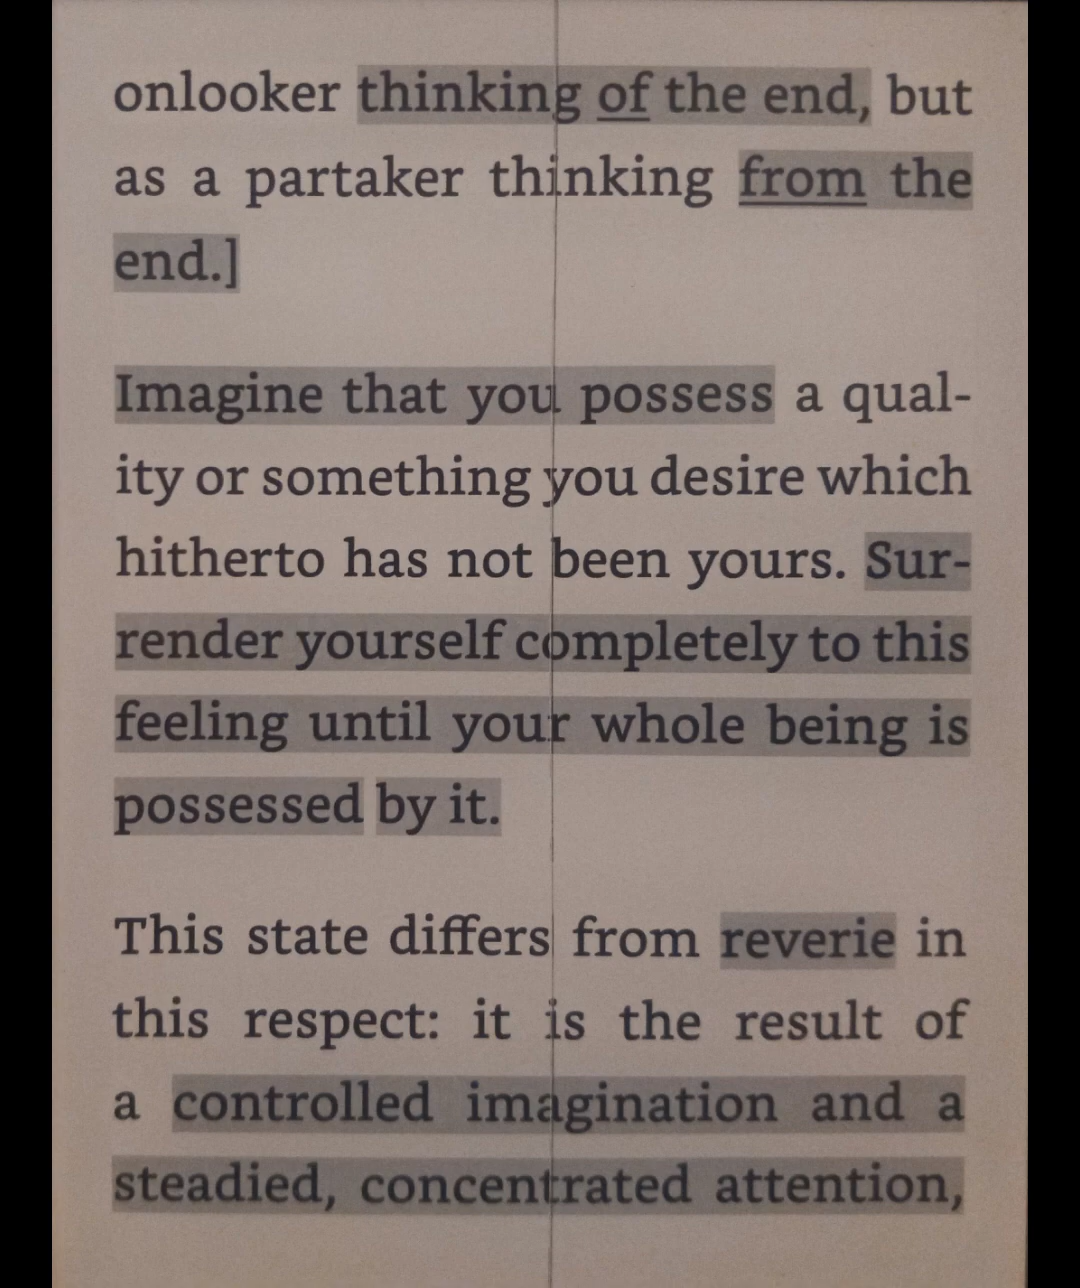 onlooker thinking of the end, but
as a partaker thinking from the
end.]
Imagine that you possess a qual-
ity or something you desire which
hitherto has not been yours. Sur-
render yourself completely to this
feeling until your whole being is
possessed by it.
This state differs from reverie in
this respect: it is the result of
a controlled imagination and a
steadied, concentrated attention,